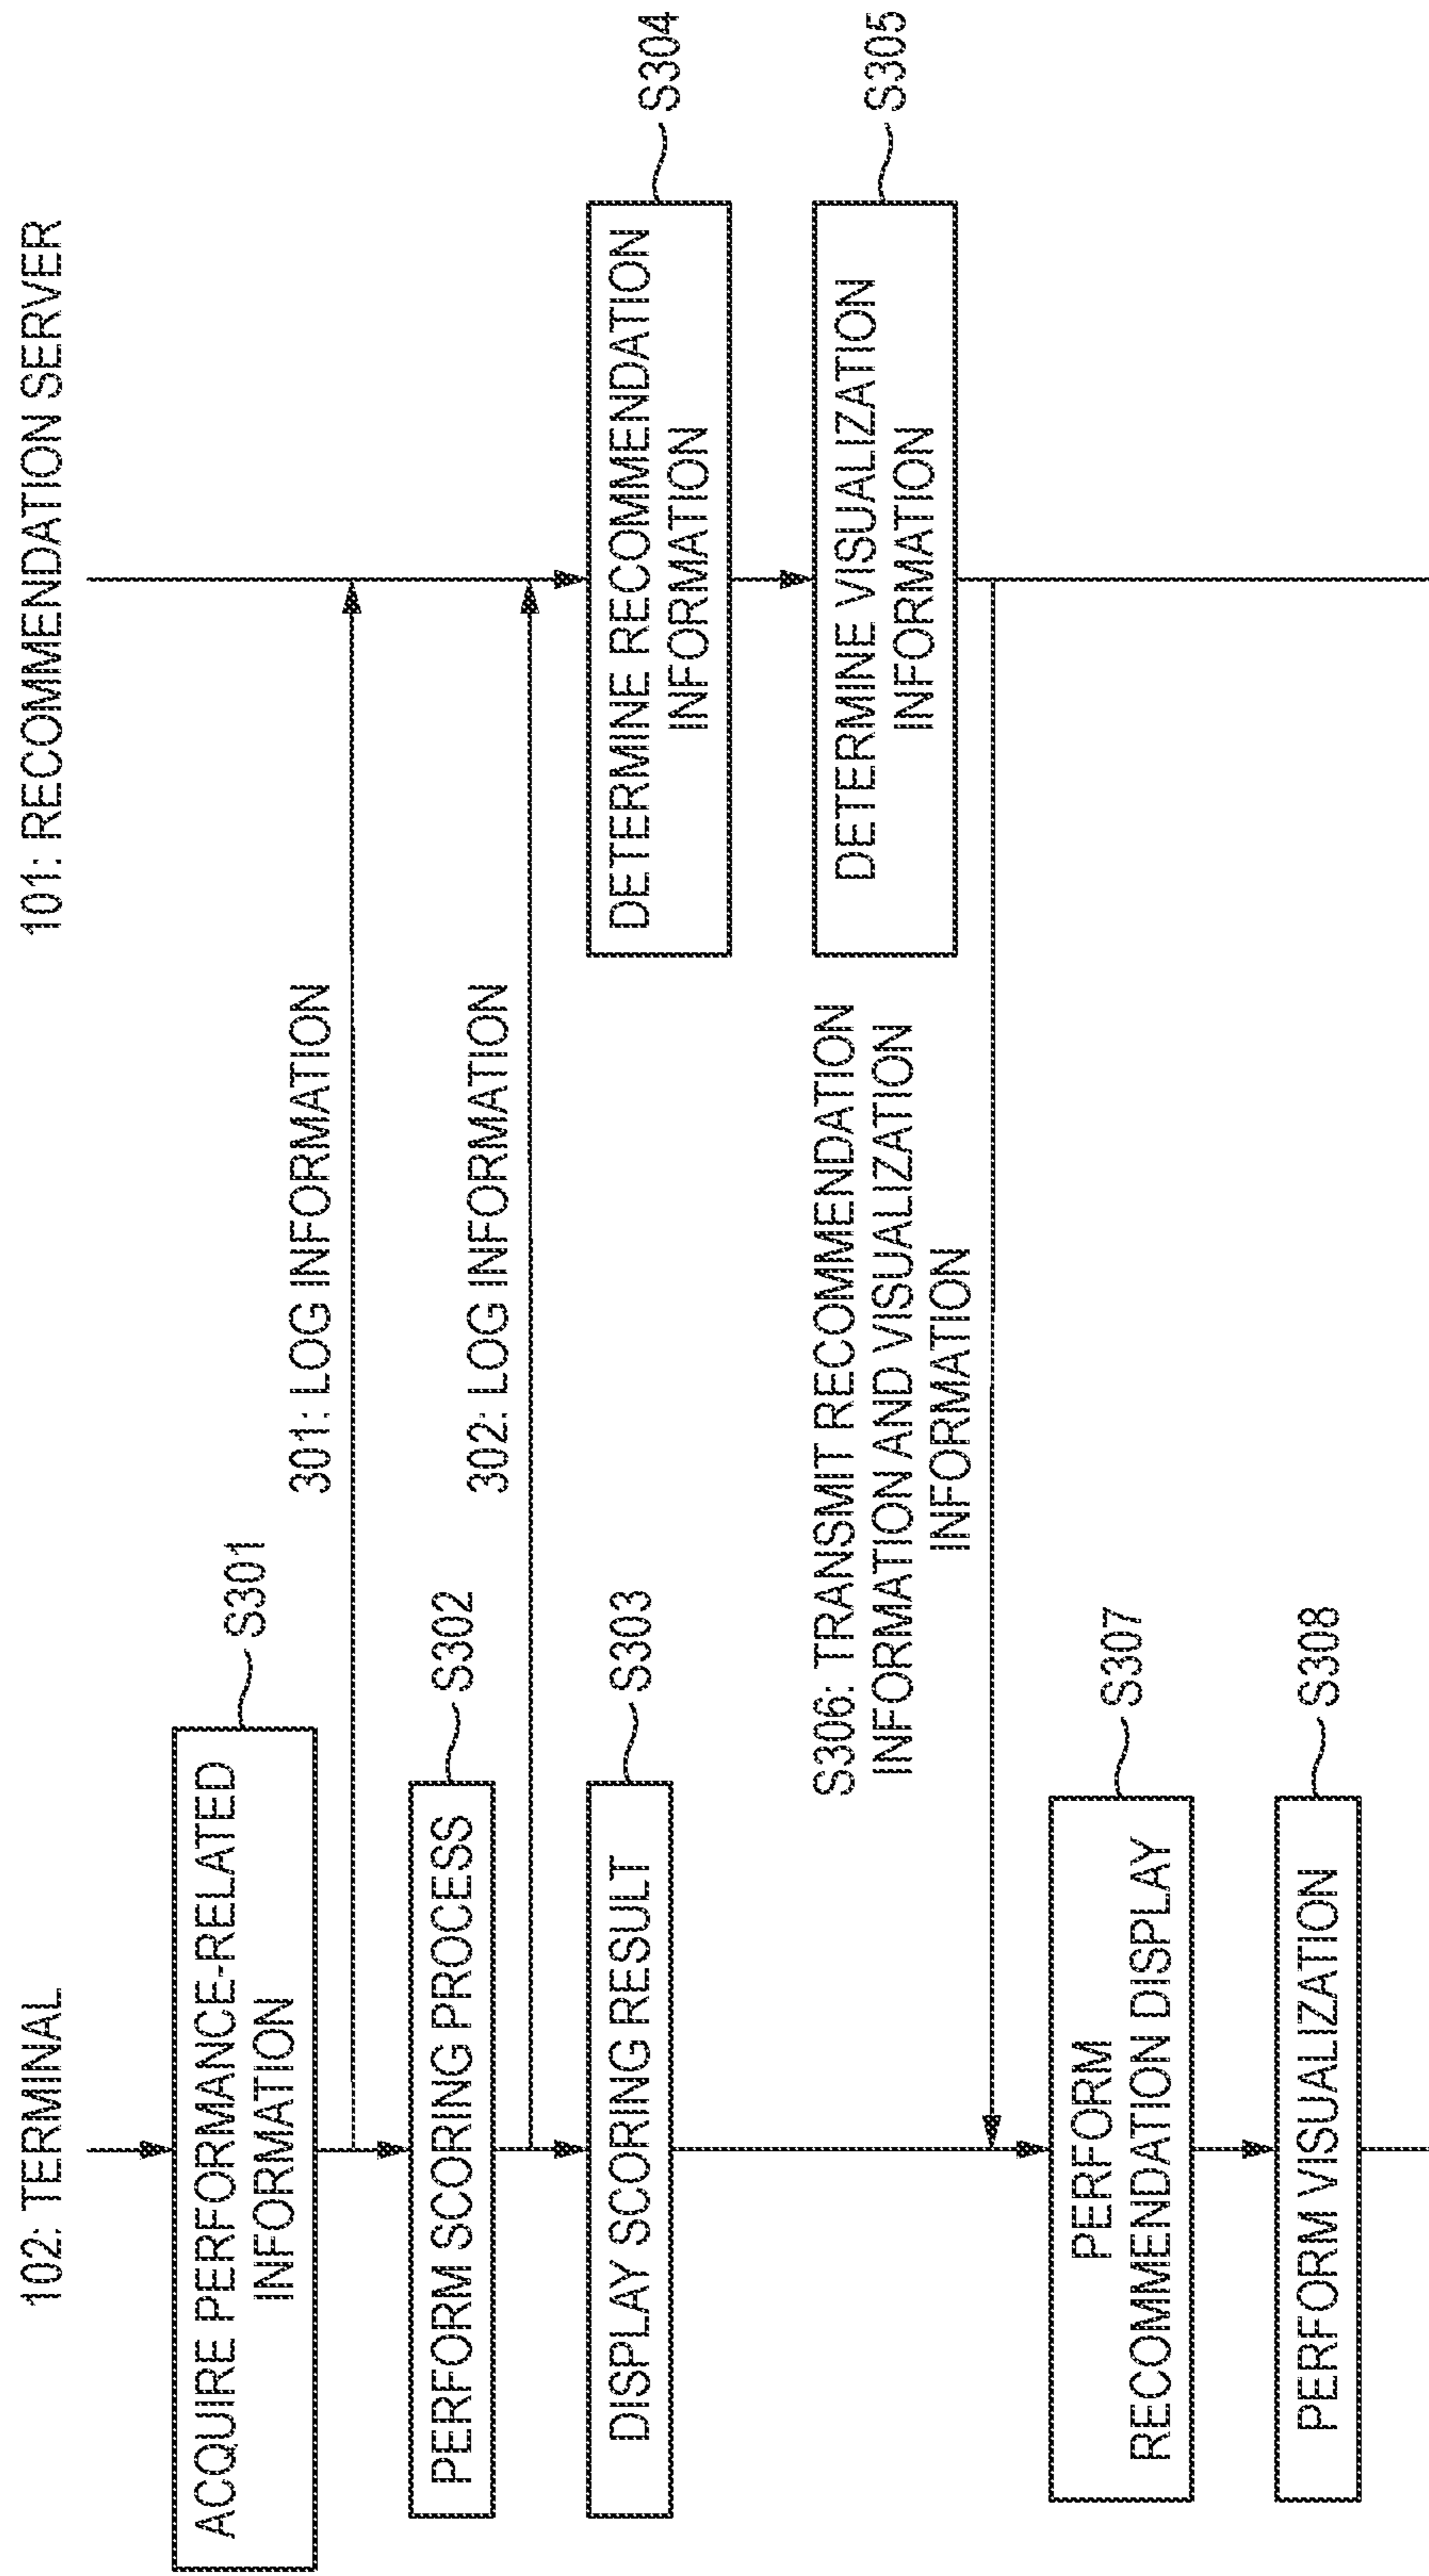 102: TERMINAL
101: RECOMMENDATION SERVER
ACQUIRE PERFORMANCE-RELATED
INFORMATION
S301
301: LOG INFORMATION
PERFORM SCORING PROCESS
S302
302: LOG INFORMATION
DISPLAY SCORING RESULT
S303
DETERMINE RECOMMENDATION
INFORMATION
S304
DETERMINE VISUALIZATION
INFORMATION
S305
S306: TRANSMIT RECOMMENDATION
INFORMATION AND VISUALIZATION
INFORMATION
PERFORM
RECOMMENDATION DISPLAY
S307
PERFORM VISUALIZATION
S308